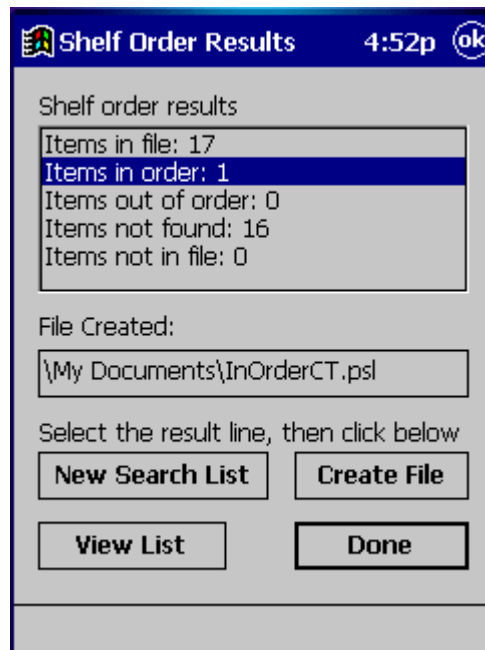 Shelf Order Results 4:52p ok
Shelf order results
Items in file: 17
Items in order: 1
Items out of order: 0
Items not found: 16
Items not in file: 0
File Created:
\My Documents\InOrderCT.psl
Select the result line, then click below
New Search List Create File
View List Done